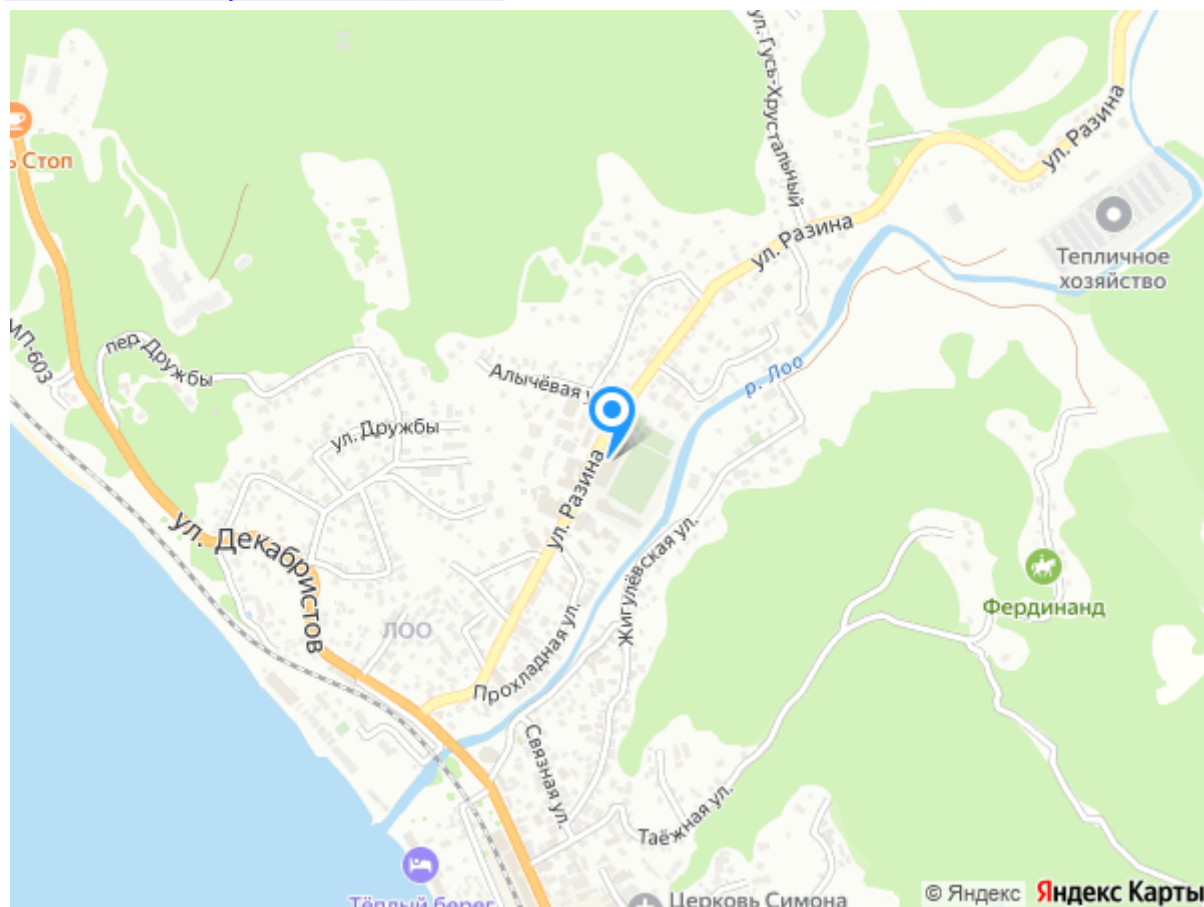 ул. Гусь-Хрустальный
ул. Разина
ь Стоп
ул. Разина
Тепличное
хозяйство
МП-603
пер. Дружбы
Алычёвая у
р. Лоо
ул. Дружбы
ул. Разина
ул. Декабристов
Жигулёвская ул.
Фердинанд
ЛОО
Прохладная ул.
Связная ул.
Таёжная ул.
Тёплый берег
Церковь Симона
© Яндекс Яндекс Карты